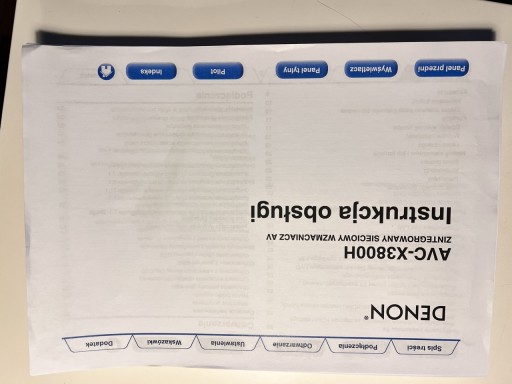 Spis treści Podłączenia Odtwarzanie Ustawienia Wskazówki Dodatek
DENON®
AVC-X3800H
ZINTEGROWANY SIECIOWY WZMACNIACZ AV
Instrukcja obsługi
Panel przedni Wyświetlacz Panel tylny Pilot Indeks